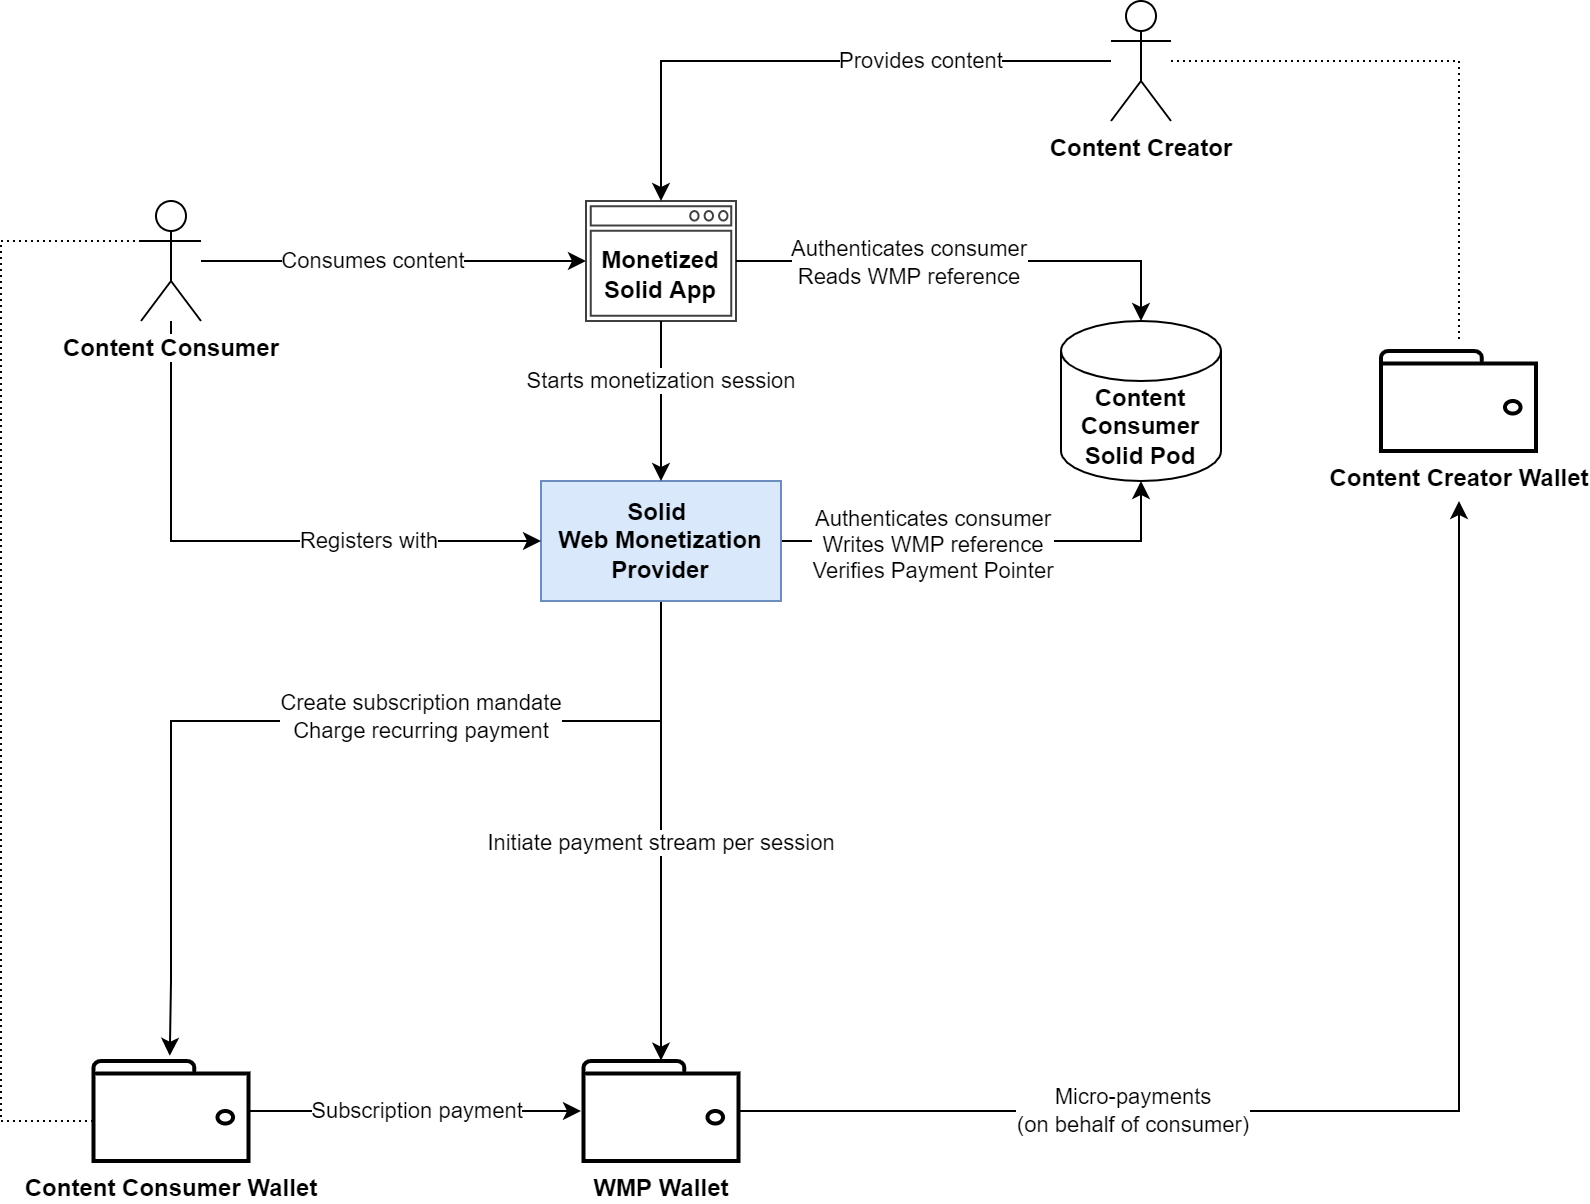 Provides content
Content Creator
Consumes content
Monetized
Solid App
Authenticates consumer
Reads WMP reference
Content Consumer
Starts monetization session
Content
Consumer
Solid Pod
Content Creator Wallet
Registers with
Solid
Web Monetization
Provider
Authenticates consumer
Writes WMP reference
Verifies Payment Pointer
Create subscription mandate
Charge recurring payment
Initiate payment stream per session
Subscription payment
Micro-payments
(on behalf of consumer)
Content Consumer Wallet
WMP Wallet